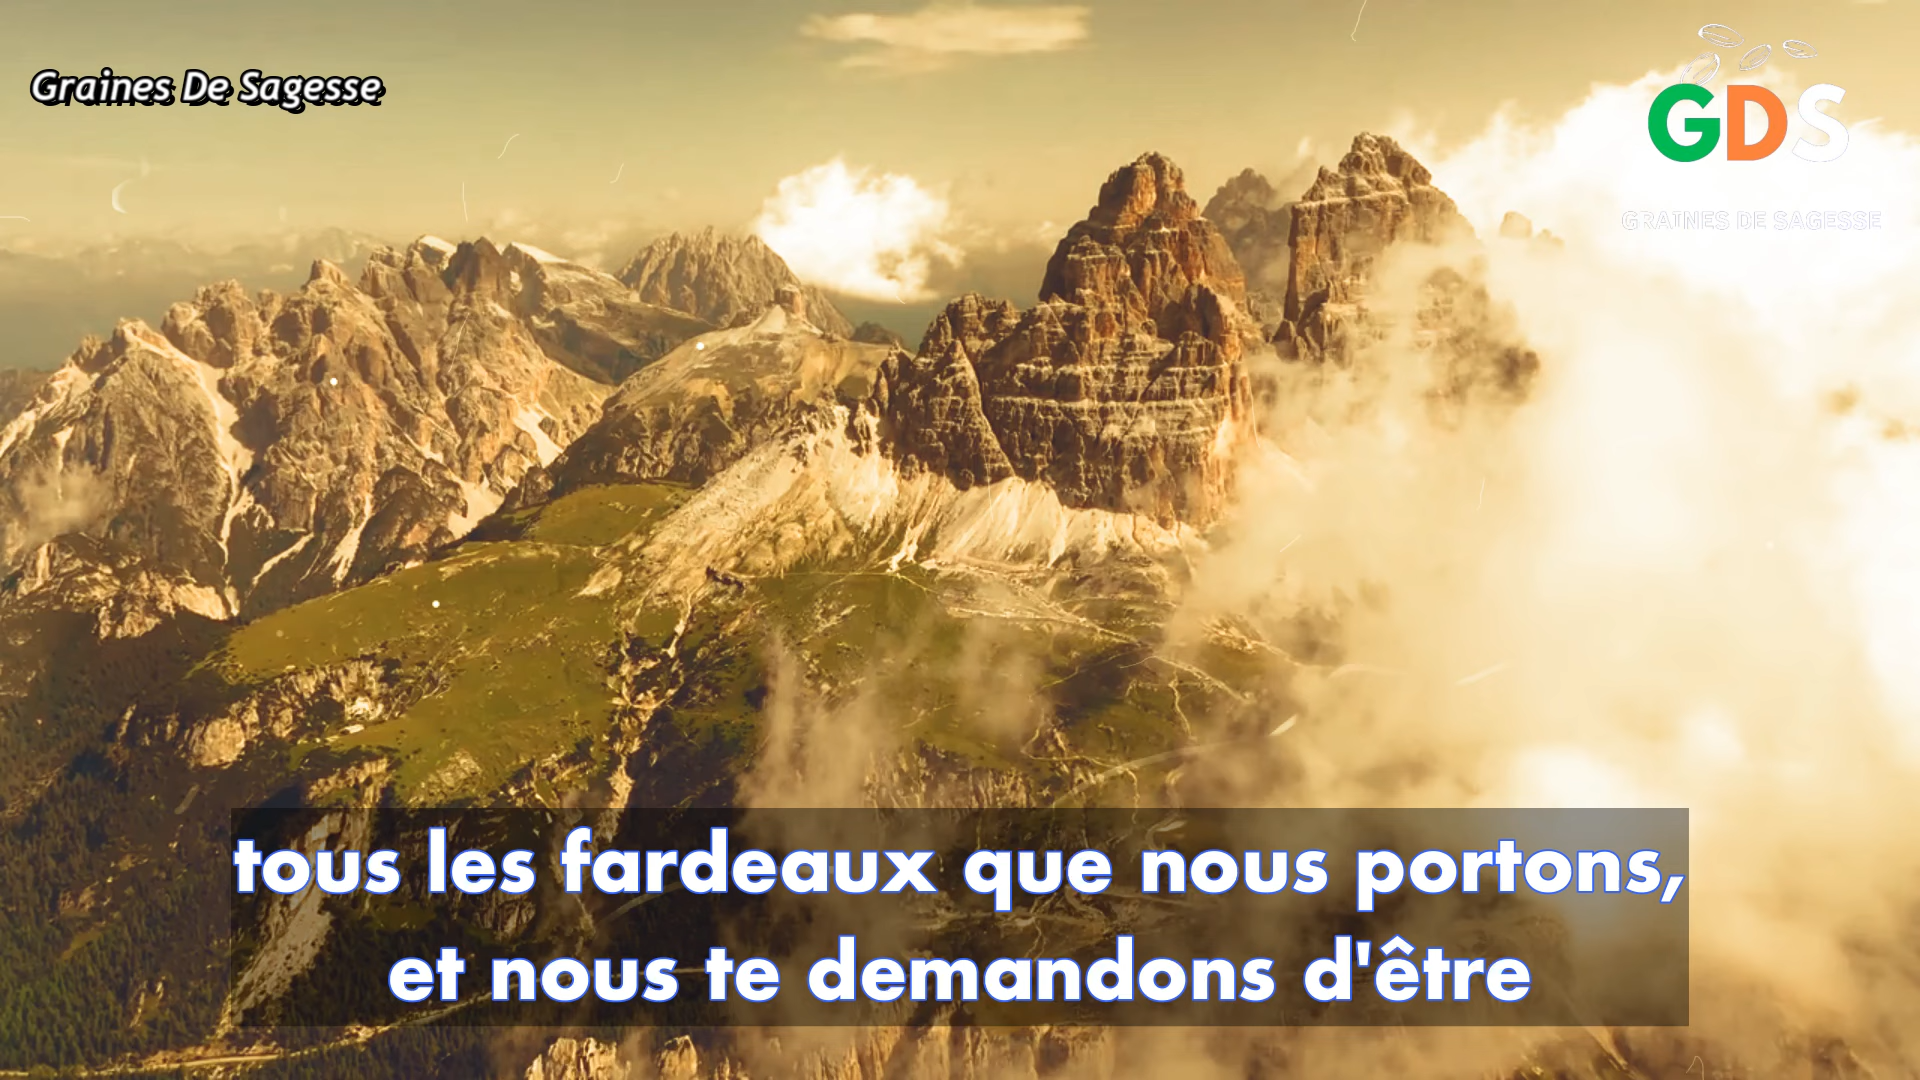 Graines De Sagesse
GDS
GRAINES DE SAGESSE
tous les fardeaux que nous portons,
et nous te demandons d'être